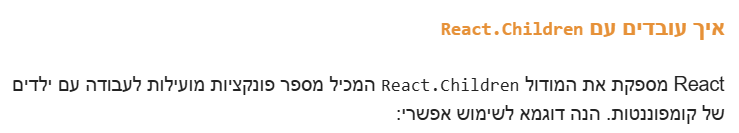 איך עובדים עם React.Children
React מספקת את המודול React.Children המכיל מספר פונקציות מועילות לעבודה עם ילדים
של קומפוננטות. הנה דוגמא לשימוש אפשרי: